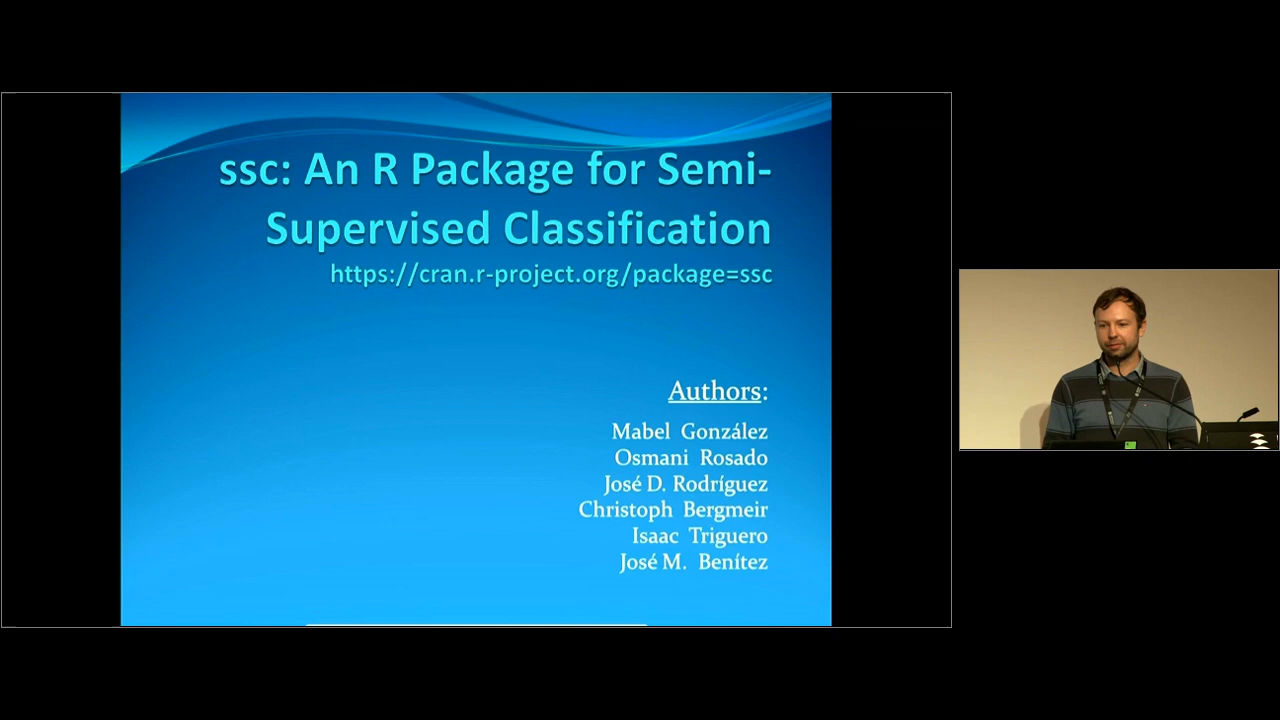 ssc: An R Package for Semi-
Supervised Classification
https://cran.r-project.org/package=ssc
Authors:
Mabel González
Osmani Rosado
José D. Rodríguez
Christoph Bergmeir
Isaac Triguero
José M. Benítez